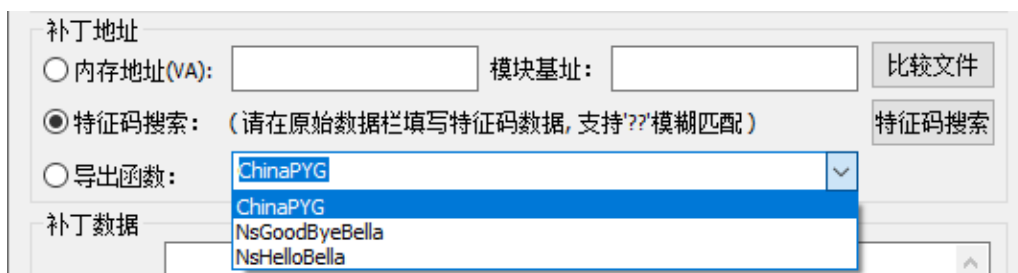 补丁地址
内存地址(VA): 模块基址： 比较文件
特征码搜索： (请在原始数据栏填写特征码数据, 支持'??'模糊匹配) 特征码搜索
导出函数： ChinaPYG
ChinaPYG
补丁数据
NsGoodByeBella
NsHelloBella